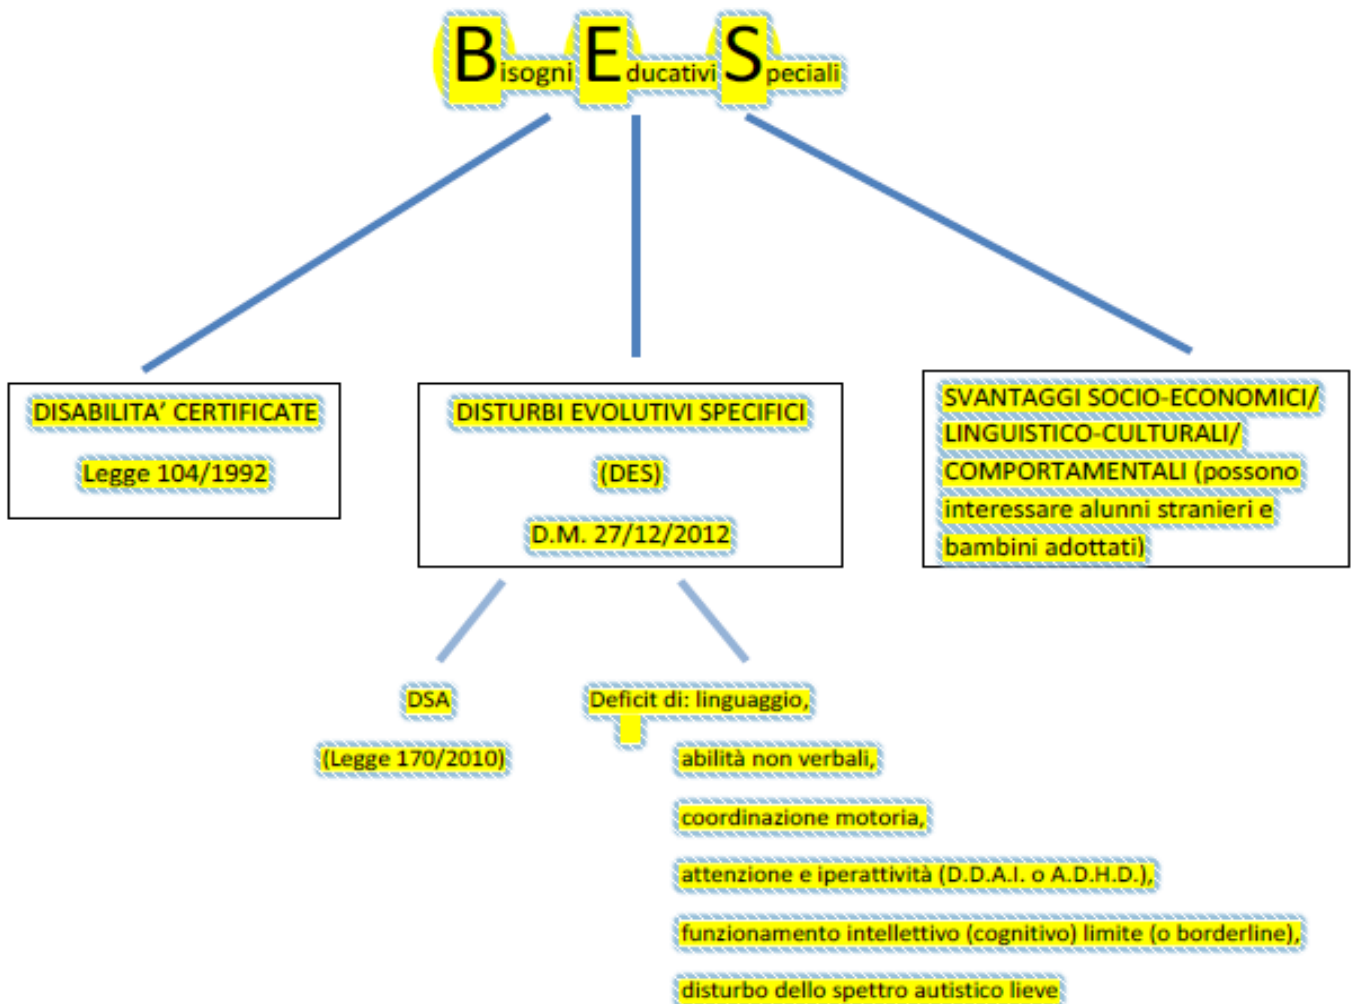 Bisogni Educativi Speciali
DISABILITA’ CERTIFICATE
Legge 104/1992
DISTURBI EVOLUTIVI SPECIFICI
(DES)
D.M. 27/12/2012
SVANTAGGI SOCIO-ECONOMICI/
LINGUISTICO-CULTURALI/
COMPORTAMENTALI (possono
interessare alunni stranieri e
bambini adottati)
DSA
(Legge 170/2010)
Deficit di: linguaggio,
abilità non verbali,
coordinazione motoria,
attenzione e iperattività (D.D.A.I. o A.D.H.D.),
funzionamento intellettivo (cognitivo) limite (o borderline),
disturbo dello spettro autistico lieve